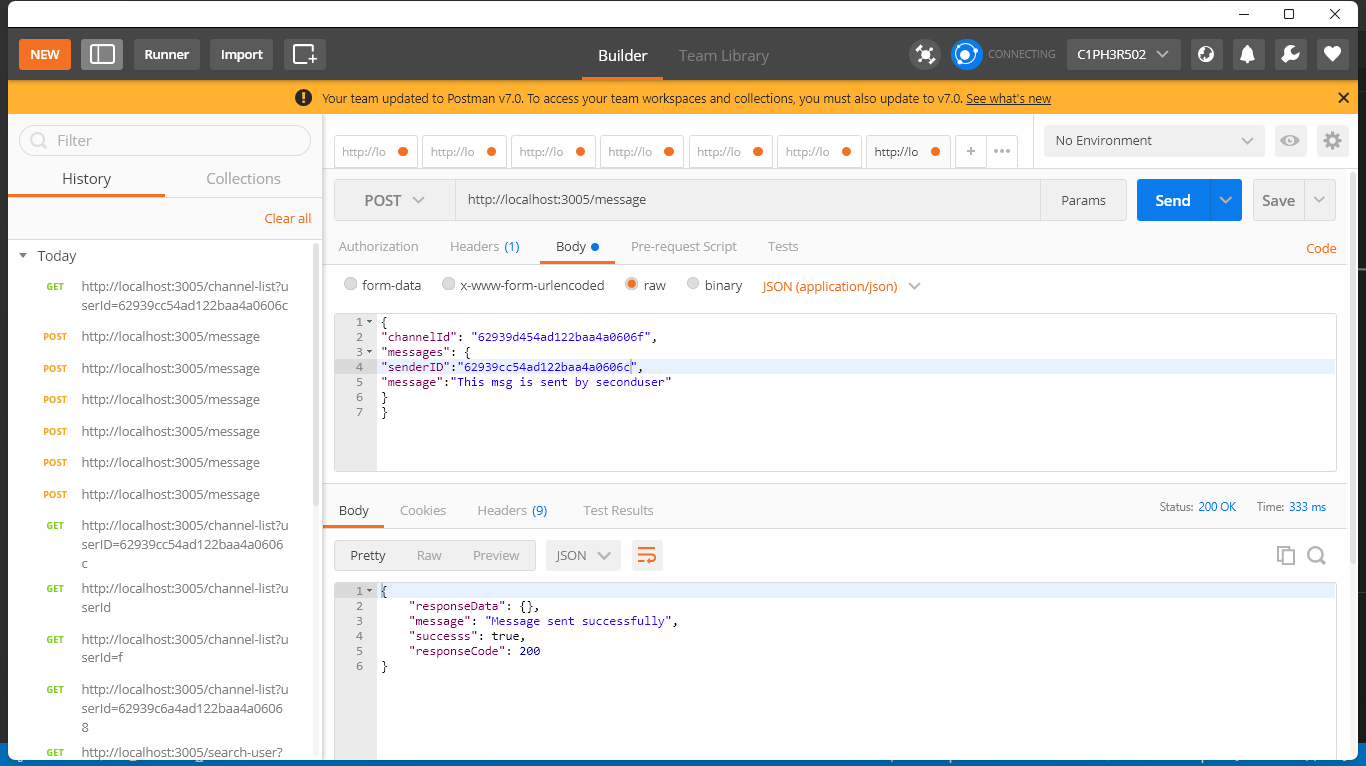 NEW
Runner
Import
Builder
Team Library
CONNECTING
C1PH3R502
Your team updated to Postman v7.0. To access your team workspaces and collections, you must also update to v7.0. See what's new
Filter
History
Collections
Clear all
Today
GET http://localhost:3005/channel-list?u
serId=62939cc54ad122baa4a0606c
POST http://localhost:3005/message
POST http://localhost:3005/message
POST http://localhost:3005/message
POST http://localhost:3005/message
POST http://localhost:3005/message
POST http://localhost:3005/message
GET http://localhost:3005/channel-list?u
serID=62939cc54ad122baa4a0606
c
GET http://localhost:3005/channel-list?u
serId
GET http://localhost:3005/channel-list?u
serId=f
GET http://localhost:3005/channel-list?u
serId=62939c6a4ad122baa4a0606
8
GET http://localhost:3005/search-user?
http://lo
http://lo
http://lo
http://lo
http://lo
http://lo
http://lo
+
•••
No Environment
POST
http://localhost:3005/message
Params
Send
Save
Authorization
Headers (1)
Body
Pre-request Script
Tests
Code
form-data
x-www-form-urlencoded
raw
binary
JSON (application/json)
1 {
2 "channelId": "62939d454ad122baa4a0606f",
3 "messages": {
4 "senderID":"62939cc54ad122baa4a0606c",
5 "message":"This msg is sent by seconduser"
6 }
7 }
Body
Cookies
Headers (9)
Test Results
Status: 200 OK
Time: 333 ms
Pretty
Raw
Preview
JSON
1 {
2 "responseData": {},
3 "message": "Message sent successfully",
4 "successs": true,
5 "responseCode": 200
6 }